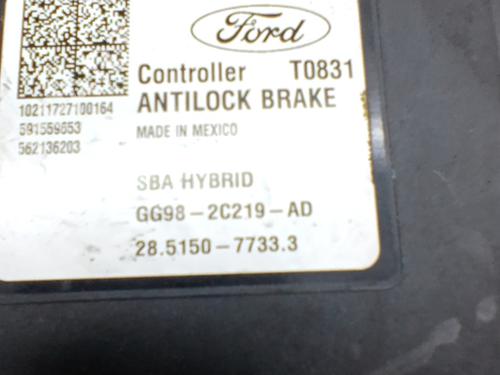 Ford
Controller T0831
ANTILOCK BRAKE
10211727100164
591559653
562136203
MADE IN MEXICO
SBA HYBRID
GG98-2C219-AD
28.5150-7733.3